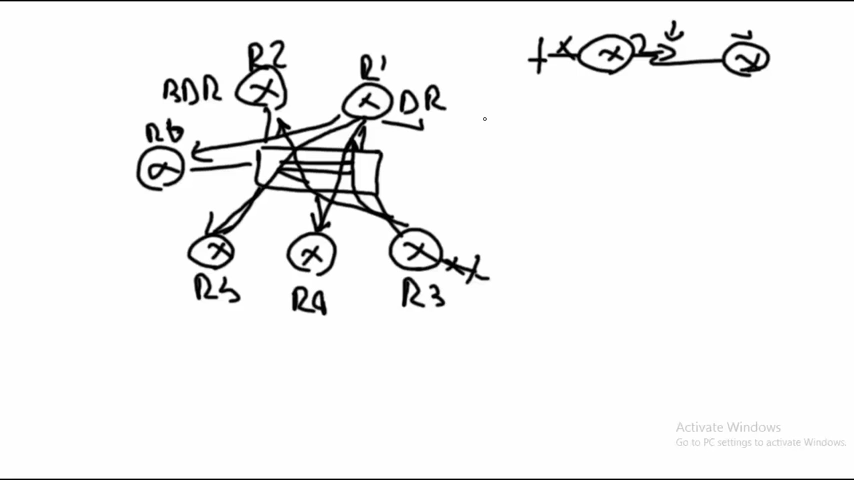 R2
R1
BDR
DR
R6
R5
R4
R3
Activate Windows
Go to PC settings to activate Windows.